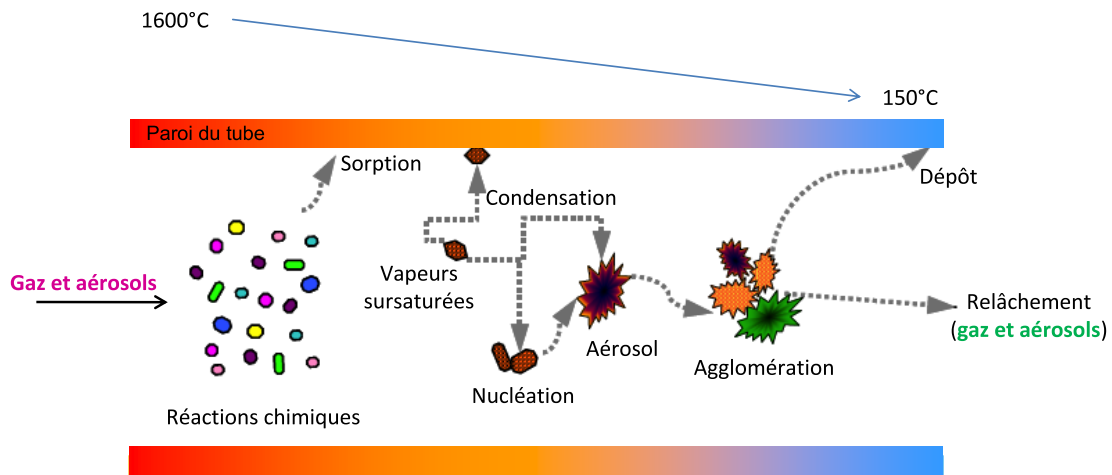 1600°C
150°C
Paroi du tube
Sorption
Condensation
Dépôt
Gaz et aérosols
Vapeurs
sursaturées
Relâchement
(gaz et aérosols)
Aérosol
Agglomération
Nucléation
Réactions chimiques